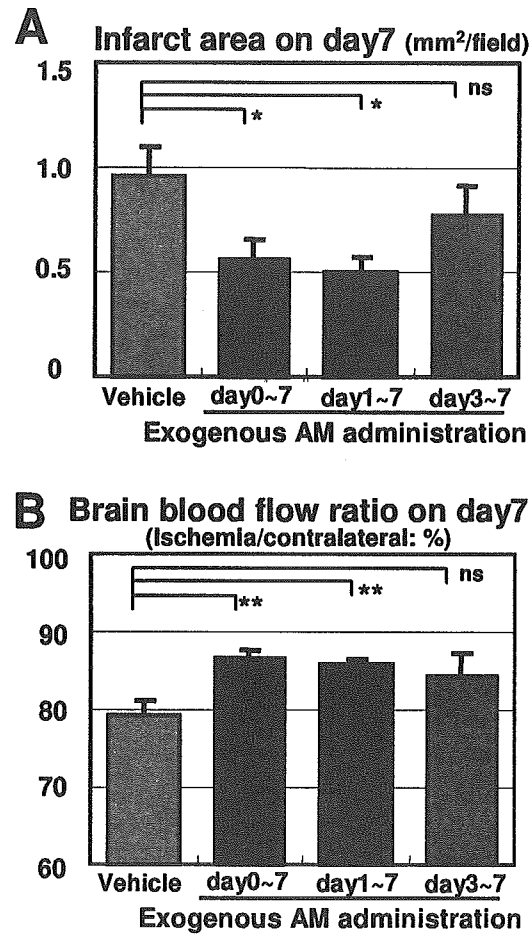 A
Infarct area on day7 (mm²/field)
1.5
ns
*
*
1.0
0.5
0
Vehicle day0~7 day1~7 day3~7
Exogenous AM administration
B
Brain blood flow ratio on day7
(Ischemia/contralateral: %)
100
ns
**
**
90
80
70
60
Vehicle day0~7 day1~7 day3~7
Exogenous AM administration